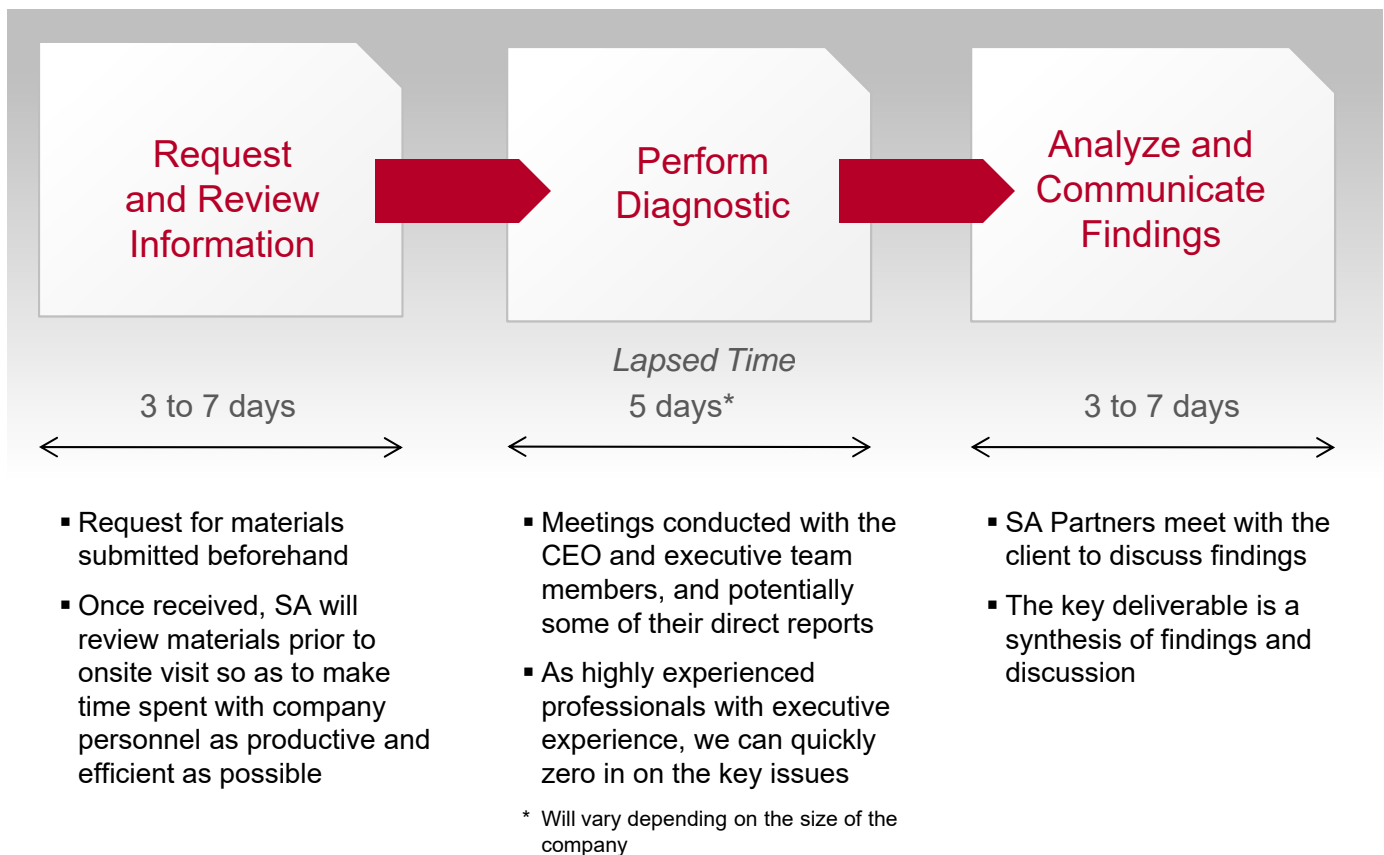 Request
and Review
Information
Perform
Diagnostic
Analyze and
Communicate
Findings
Lapsed Time
3 to 7 days
5 days*
3 to 7 days
▪ Request for materials
submitted beforehand
▪ Once received, SA will
review materials prior to
onsite visit so as to make
time spent with company
personnel as productive and
efficient as possible
▪ Meetings conducted with the
CEO and executive team
members, and potentially
some of their direct reports
▪ As highly experienced
professionals with executive
experience, we can quickly
zero in on the key issues
* Will vary depending on the size of the
company
▪ SA Partners meet with the
client to discuss findings
▪ The key deliverable is a
synthesis of findings and
discussion